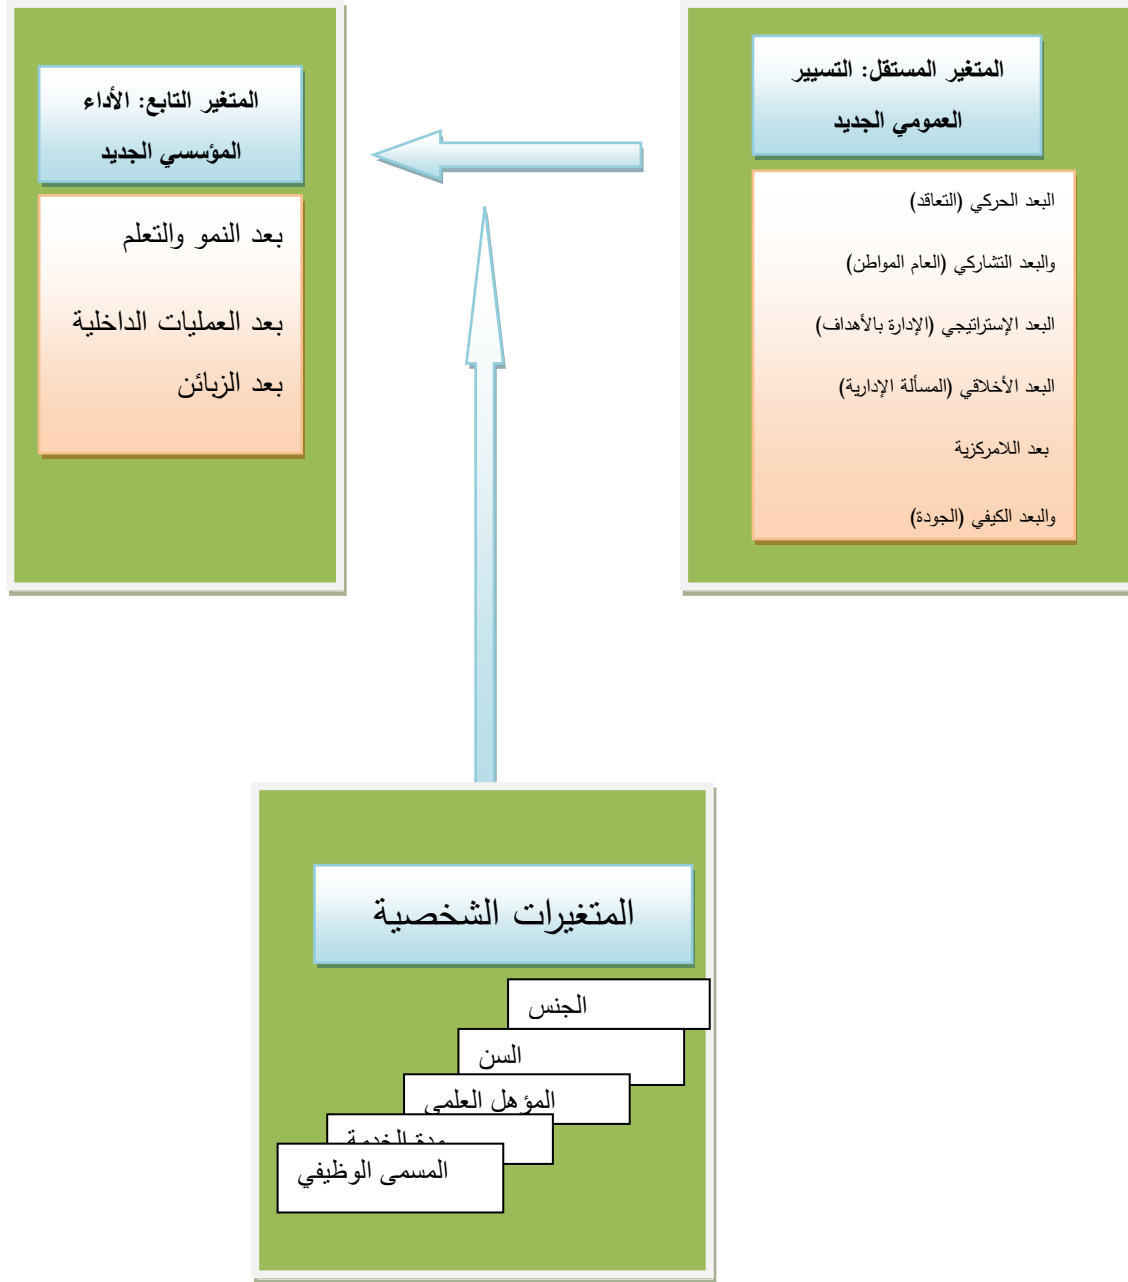 المتغير المستقل: التسيير
العمومي الجديد
البعد الحركي (التعاقد)
والبعد التشاركي (العام المواطن)
البعد الإستراتيجي (الإدارة بالأهداف)
البعد الأخلاقي (المسألة الإدارية)
بعد اللامركزية
والبعد الكيفي (الجودة)
المتغير التابع: الأداء
المؤسسي الجديد
بعد النمو والتعلم
بعد العمليات الداخلية
بعد الزبائن
المتغيرات الشخصية
الجنس
السن
المؤهل العلمي
مدة الخدمة
المسمى الوظيفي